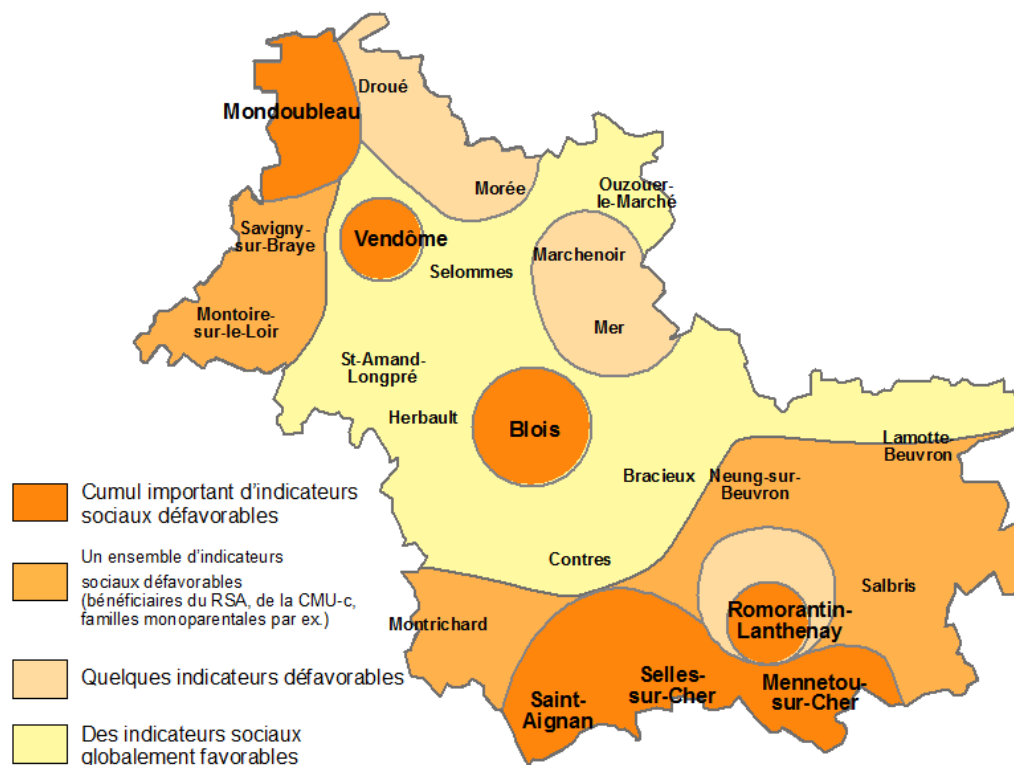 Droué
Mondoubleau
Morée
Ouzouer-
le-Marché
Savigny-
sur-Braye
Vendôme
Marchenoir
Selommes
Montoire-
sur-le-Loir
Mer
St-Amand-
Longpré
Herbault
Blois
Lamotte-
Beuvron
Bracieux
Neung-sur-
Beuvron
Contres
Salbris
Montrichard
Romorantin-
Lanthenay
Selles-
sur-Cher
Mennetou-
sur-Cher
Saint-
Aignan
Cumul important d'indicateurs
sociaux défavorables
Un ensemble d'indicateurs
sociaux défavorables
(bénéficiaires du RSA, de la CMU-c,
familles monoparentales par ex.)
Quelques indicateurs défavorables
Des indicateurs sociaux
globalement favorables